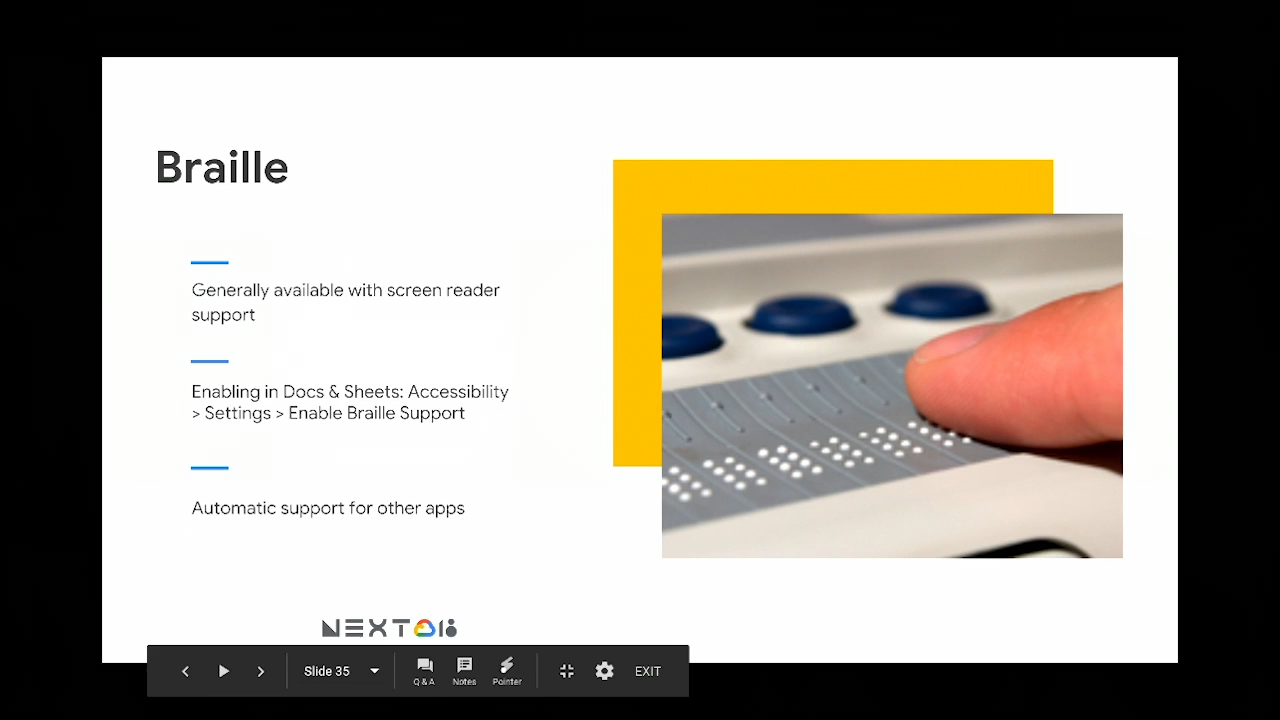 Braille
Generally available with screen reader
support
Enabling in Docs & Sheets: Accessibility
> Settings > Enable Braille Support
Automatic support for other apps
NEXT 18
Slide 35
Q & A
Notes
Pointer
EXIT